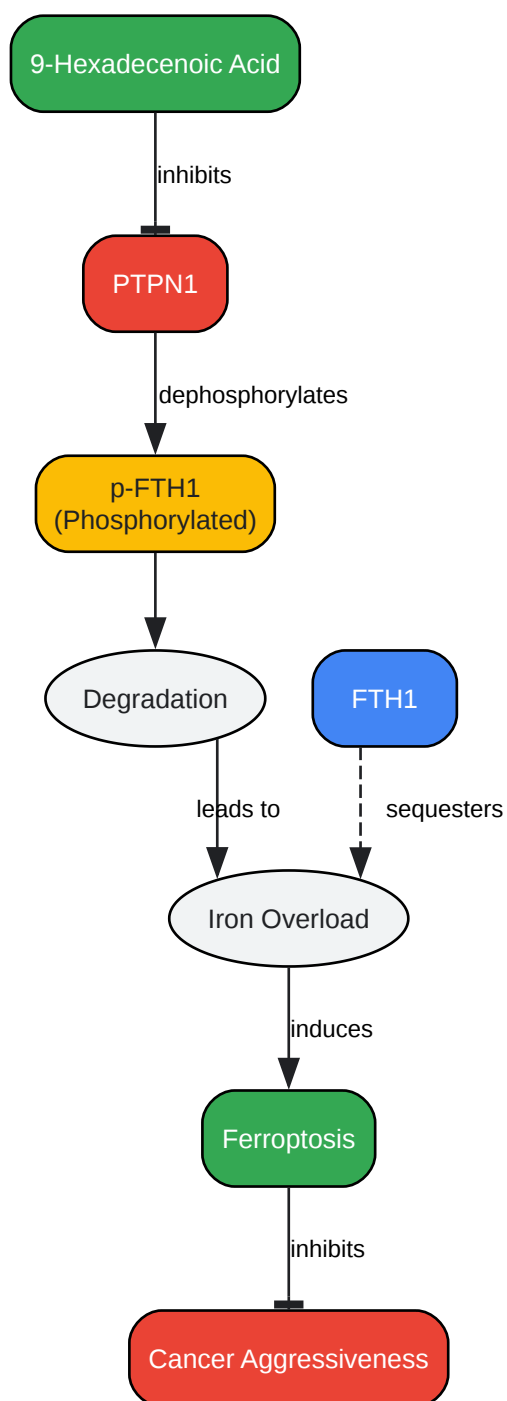 9-Hexadecenoic Acid
inhibits
PTPN1
dephosphorylates
p-FTH1
(Phosphorylated)
Degradation
FTH1
leads to
sequesters
Iron Overload
induces
Ferroptosis
inhibits
Cancer Aggressiveness